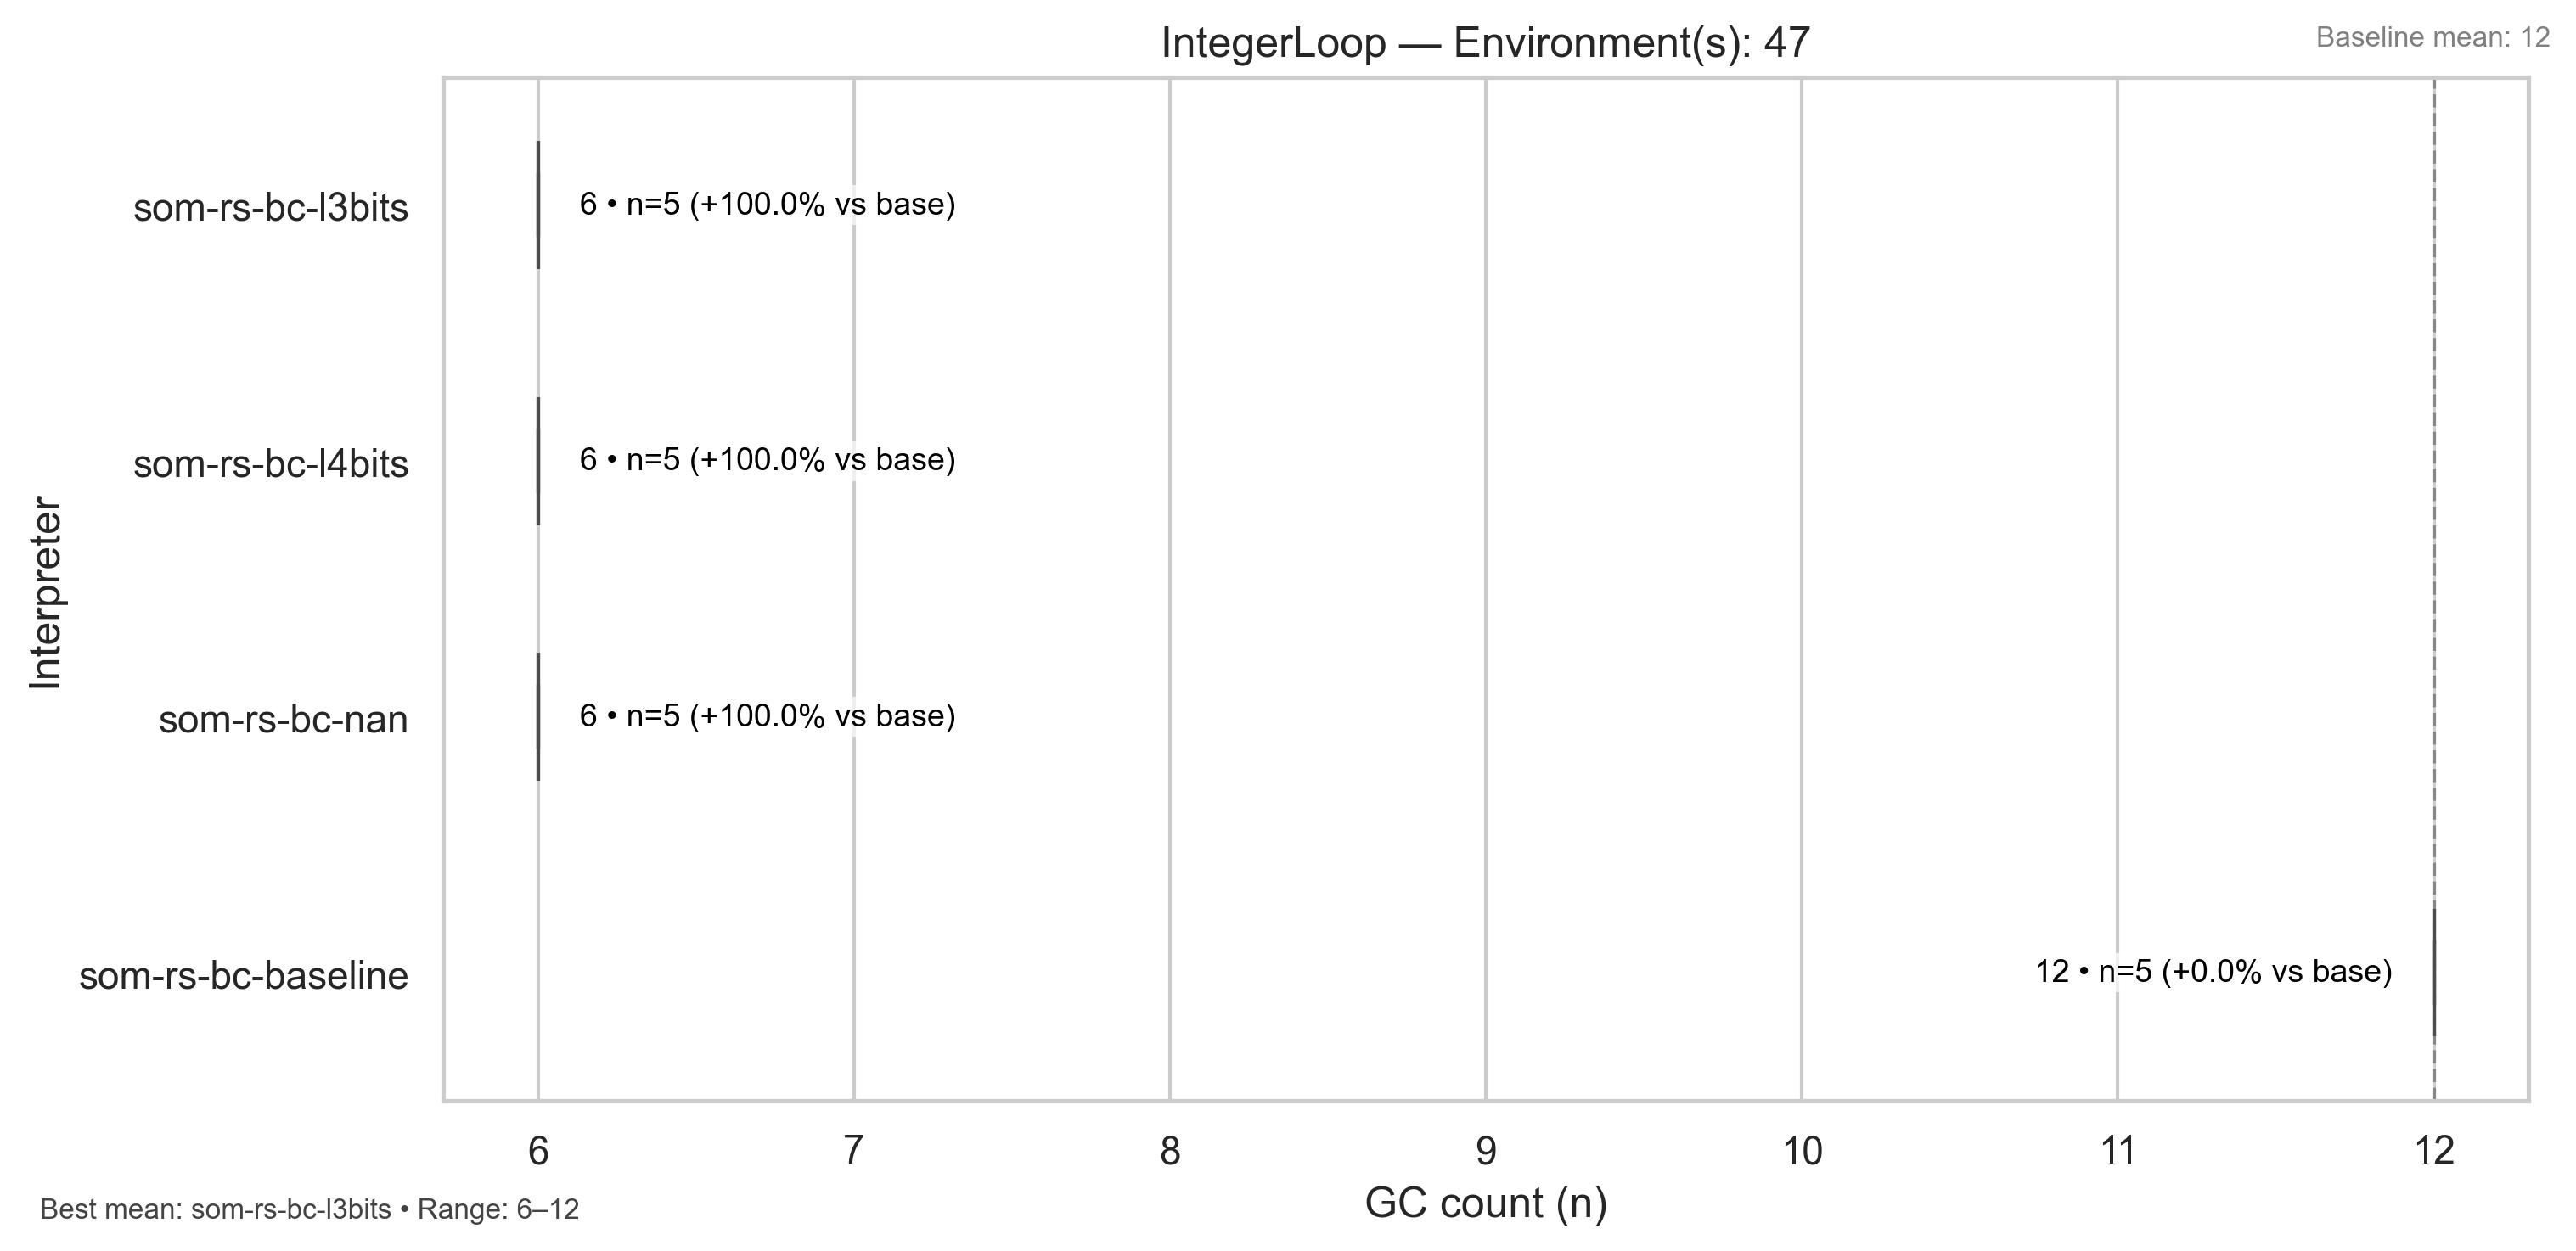 IntegerLoop — Environment(s): 47
Baseline mean: 12
Interpreter
som-rs-bc-l3bits
6 • n=5 (+100.0% vs base)
som-rs-bc-l4bits
6 • n=5 (+100.0% vs base)
som-rs-bc-nan
6 • n=5 (+100.0% vs base)
som-rs-bc-baseline
12 • n=5 (+0.0% vs base)
6 7 8 9 10 11 12
GC count (n)
Best mean: som-rs-bc-l3bits • Range: 6–12